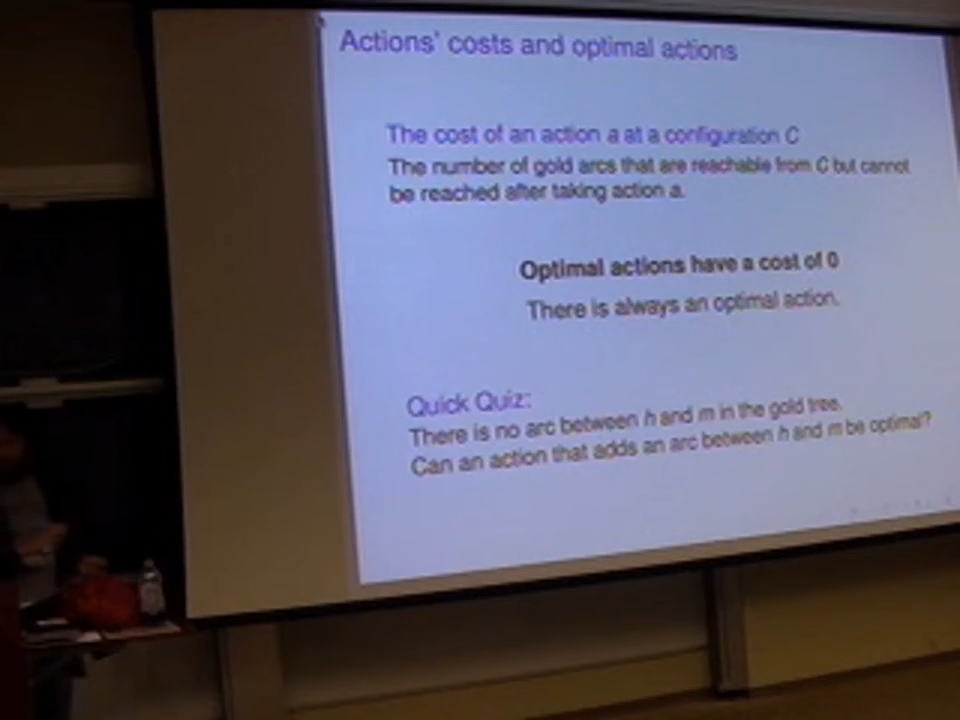 Actions' costs and optimal actions
The cost of an action a at a configuration C
The number of gold arcs that are reachable from C but cannot
be reached after taking action a.
Optimal actions have a cost of 0
There is always an optimal action.
Quick Quiz:
There is no arc between h and m in the gold tree.
Can an action that adds an arc between h and m be optimal?